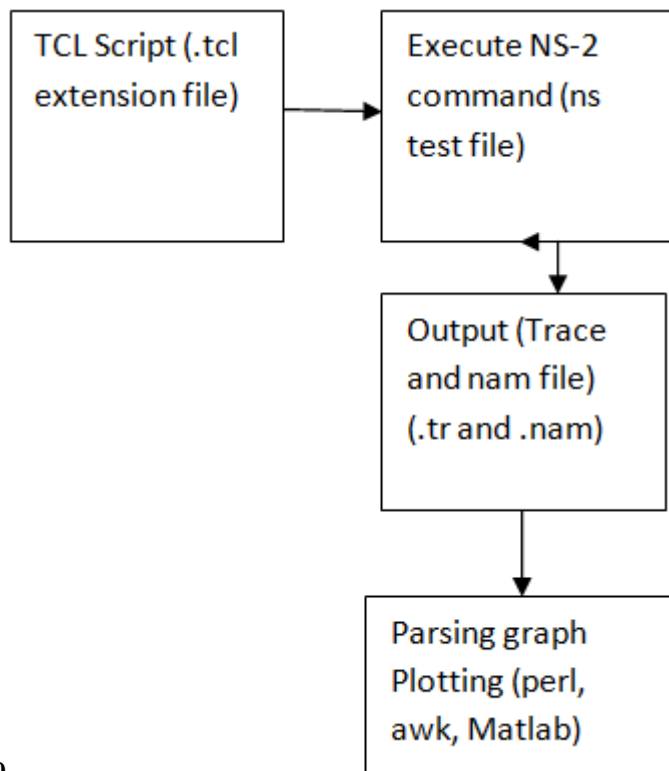 TCL Script (.tcl
extension file)
Execute NS-2
command (ns
test file)
Output (Trace
and nam file)
(.tr and .nam)
Parsing graph
Plotting (perl,
awk, Matlab)